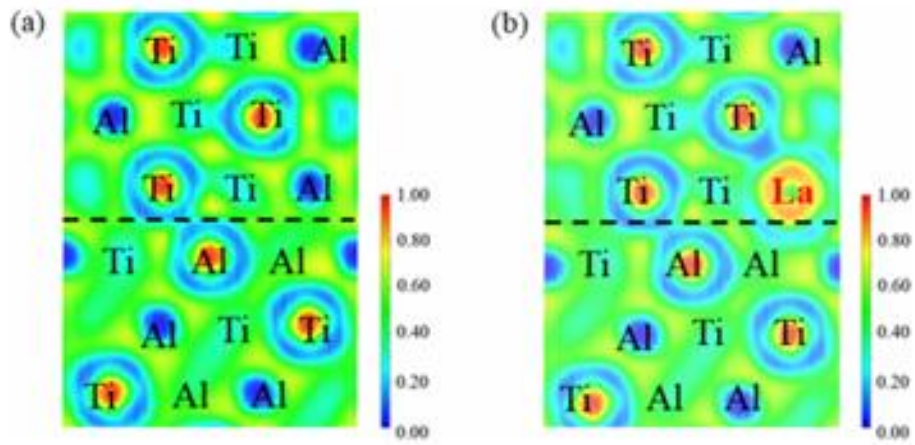 (a)
Ti Ti Al
Al Ti Ti
Ti Ti Al
Ti Al Al
Al Ti Ti
Ti Al Al
1.00
0.80
0.60
0.40
0.20
0.00
(b)
Ti Ti Al
Al Ti Ti
Ti Ti La
Ti Al Al
Al Ti Ti
Ti Al Al
1.00
0.80
0.60
0.40
0.20
0.00